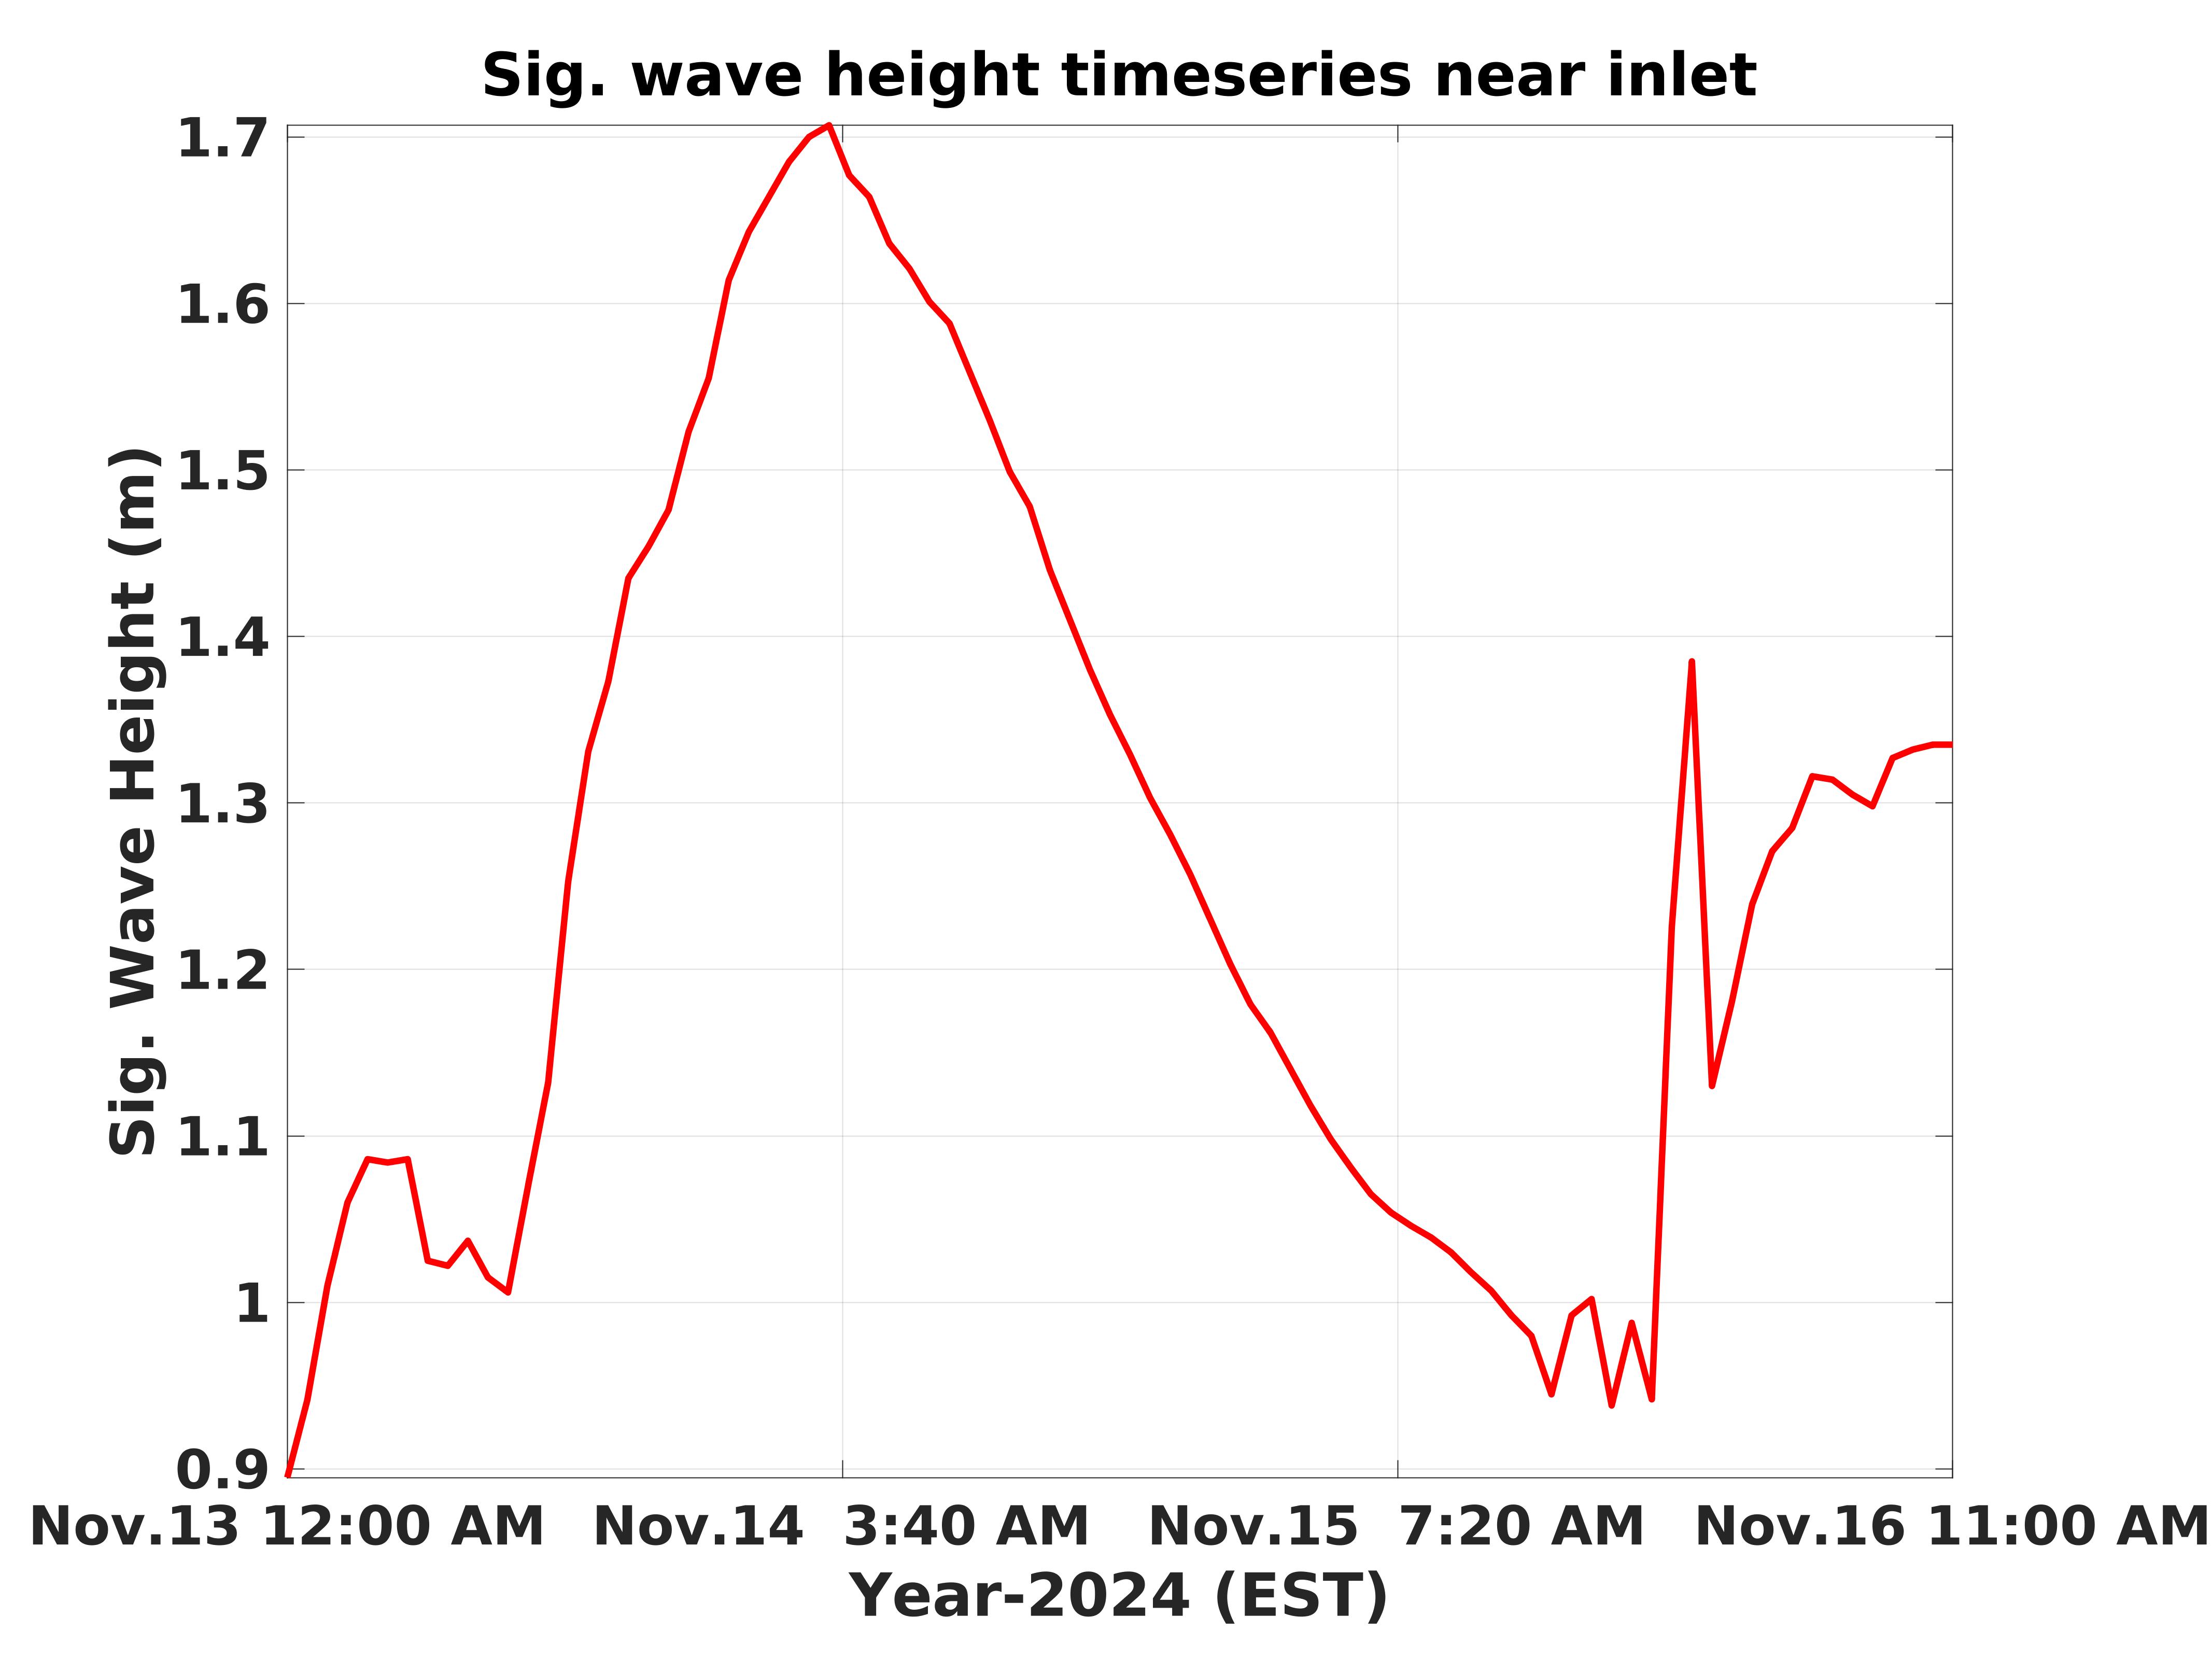 Sig. wave height timeseries near inlet
Sig. Wave Height (m)
1.7
1.6
1.5
1.4
1.3
1.2
1.1
1
0.9
Nov.13 12:00 AM Nov.14 3:40 AM Nov.15 7:20 AM Nov.16 11:00 AM
Year-2024 (EST)